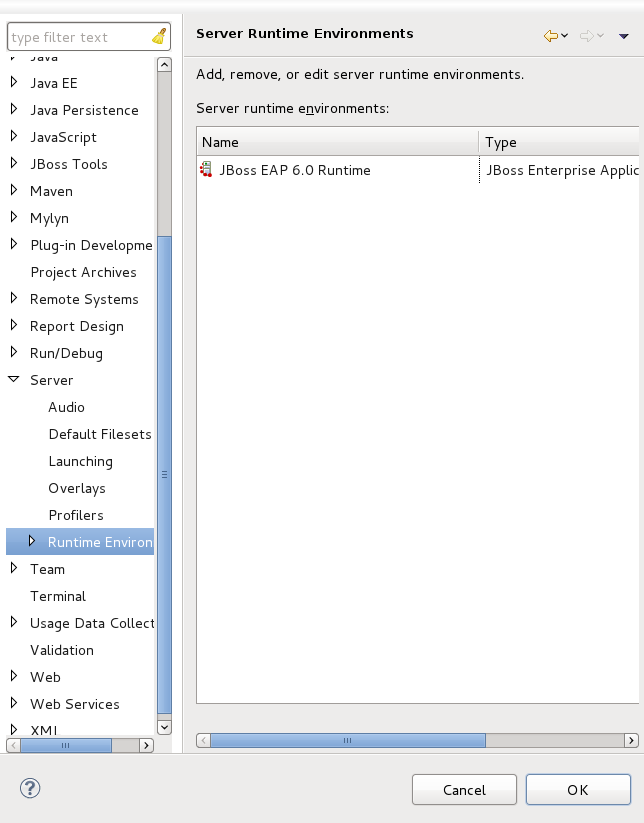 type filter text
Java
Java EE
Java Persistence
JavaScript
JBoss Tools
Maven
Mylyn
Plug-in Developme
Project Archives
Remote Systems
Report Design
Run/Debug
Server
Audio
Default Filesets
Launching
Overlays
Profilers
Runtime Environ
Team
Terminal
Usage Data Collect
Validation
Web
Web Services
XML
Server Runtime Environments
Add, remove, or edit server runtime environments.
Server runtime environments:
Name Type
JBoss EAP 6.0 Runtime JBoss Enterprise Applic
Cancel OK